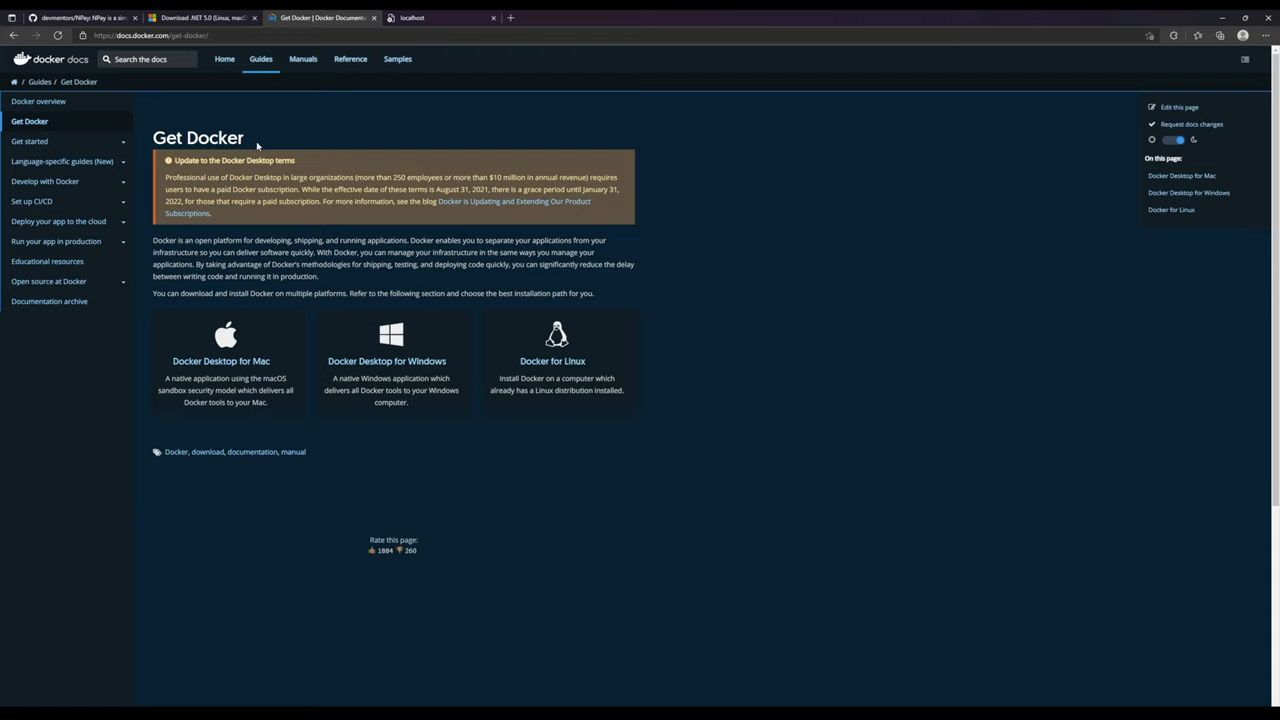 devmentors/NPay: NPay is a sim
Download .NET 5.0 (Linux, macO
Get Docker | Docker Documenta
localhost
https://docs.docker.com/get-docker/
docker docs
Search the docs
Home
Guides
Manuals
Reference
Samples
Guides / Get Docker
Docker overview
Get Docker
Get started
Language-specific guides (New)
Develop with Docker
Set up CI/CD
Deploy your app to the cloud
Run your app in production
Educational resources
Open source at Docker
Documentation archive
Get Docker
Update to the Docker Desktop terms
Professional use of Docker Desktop in large organizations (more than 250 employees or more than $10 million in annual revenue) requires
users to have a paid Docker subscription. While the effective date of these terms is August 31, 2021, there is a grace period until January 31,
2022, for those that require a paid subscription. For more information, see the blog Docker is Updating and Extending Our Product
Subscriptions.
Docker is an open platform for developing, shipping, and running applications. Docker enables you to separate your applications from your
infrastructure so you can deliver software quickly. With Docker, you can manage your infrastructure in the same ways you manage your
applications. By taking advantage of Docker's methodologies for shipping, testing, and deploying code quickly, you can significantly reduce the delay
between writing code and running it in production.
You can download and install Docker on multiple platforms. Refer to the following section and choose the best installation path for you.
Docker Desktop for Mac
A native application using the macOS
sandbox security model which delivers all
Docker tools to your Mac.
Docker Desktop for Windows
A native Windows application which
delivers all Docker tools to your Windows
computer.
Docker for Linux
Install Docker on a computer which
already has a Linux distribution installed.
Docker, download, documentation, manual
Rate this page:
1884 260
Edit this page
Request docs changes
On this page:
Docker Desktop for Mac
Docker Desktop for Windows
Docker for Linux